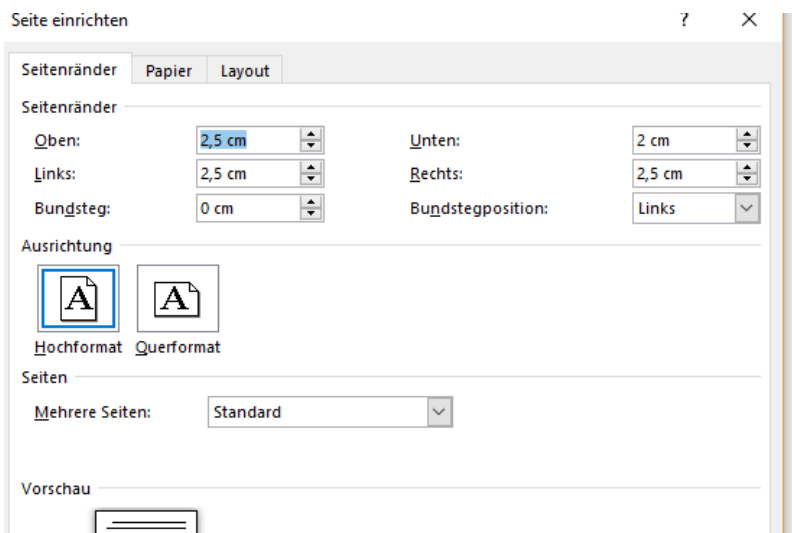 Seite einrichten ? X
Seitenränder Papier Layout
Seitenränder
Oben: 2,5 cm Unten: 2 cm
Links: 2,5 cm Rechts: 2,5 cm
Bundsteg: 0 cm Bundstegposition: Links
Ausrichtung
A A
Hochformat Querformat
Seiten
Mehrere Seiten: Standard
Vorschau